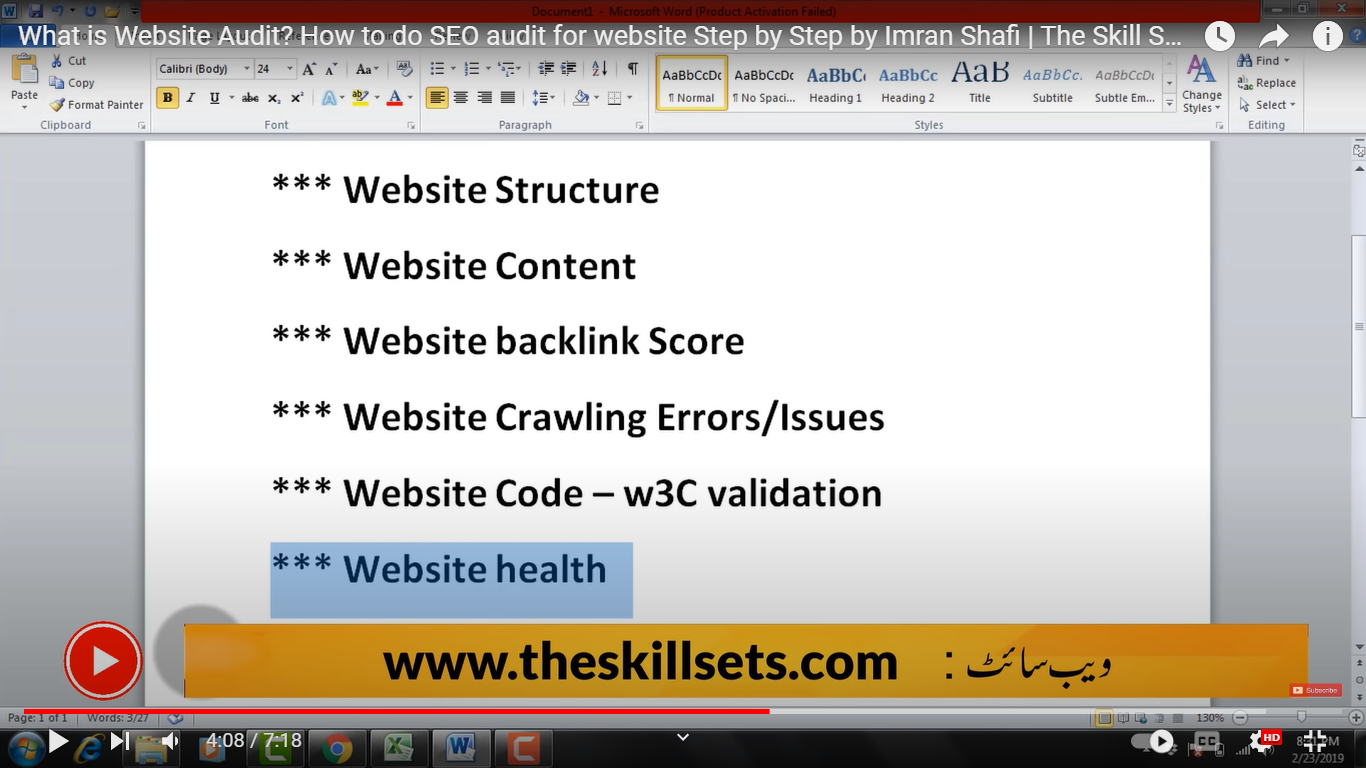 Document1 - Microsoft Word (Product Activation Failed)
What is Website Audit? How to do SEO audit for website Step by Step by Imran Shafi | The Skill S...
Paste
Cut
Copy
Format Painter
Clipboard
Calibri (Body) 24
Font
Paragraph
AaBbCcDc AaBbCcDc AaBbC AaBbCc AaB AaBbCc. AaBbCcDc
¶ Normal ¶ No Spaci... Heading 1 Heading 2 Title Subtitle Subtle Em...
Styles
Change
Styles
Find
Replace
Select
Editing
*** Website Structure
*** Website Content
*** Website backlink Score
*** Website Crawling Errors/Issues
*** Website Code – w3C validation
*** Website health
www.theskillsets.com : ویب سائٹ
Subscribe
Page: 1 of 1 Words: 3/27 130%
4:08 / 7:18
CC HD
8:31 PM
2/23/2019